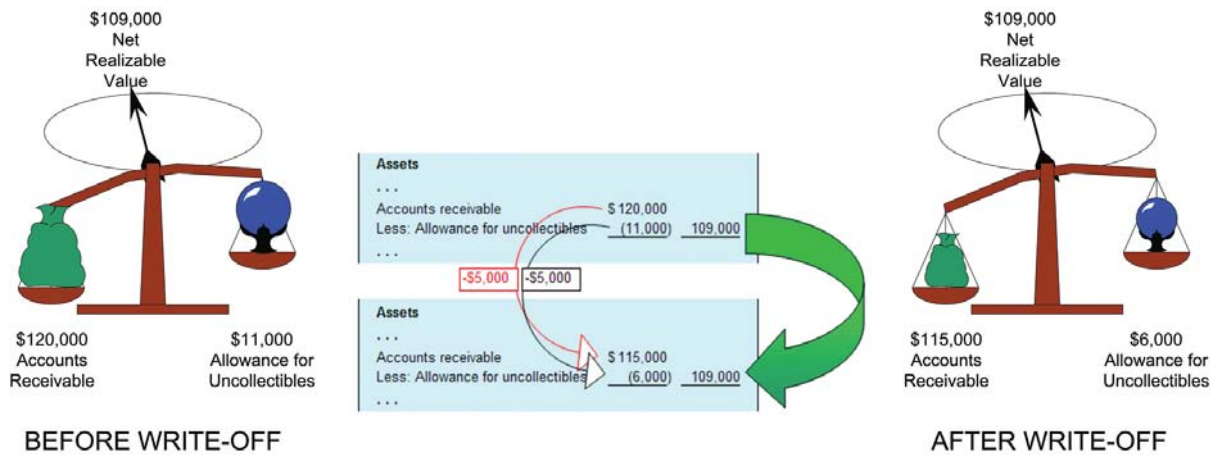 $109,000
Net
Realizable
Value
$120,000
Accounts
Receivable
$11,000
Allowance for
Uncollectibles
BEFORE WRITE-OFF
Assets
. . .
Accounts receivable $ 120,000
Less: Allowance for uncollectibles (11,000) 109,000
. . .
-$5,000 -$5,000
Assets
. . .
Accounts receivable $ 115,000
Less: Allowance for uncollectibles (6,000) 109,000
. . .
$109,000
Net
Realizable
Value
$115,000
Accounts
Receivable
$6,000
Allowance for
Uncollectibles
AFTER WRITE-OFF